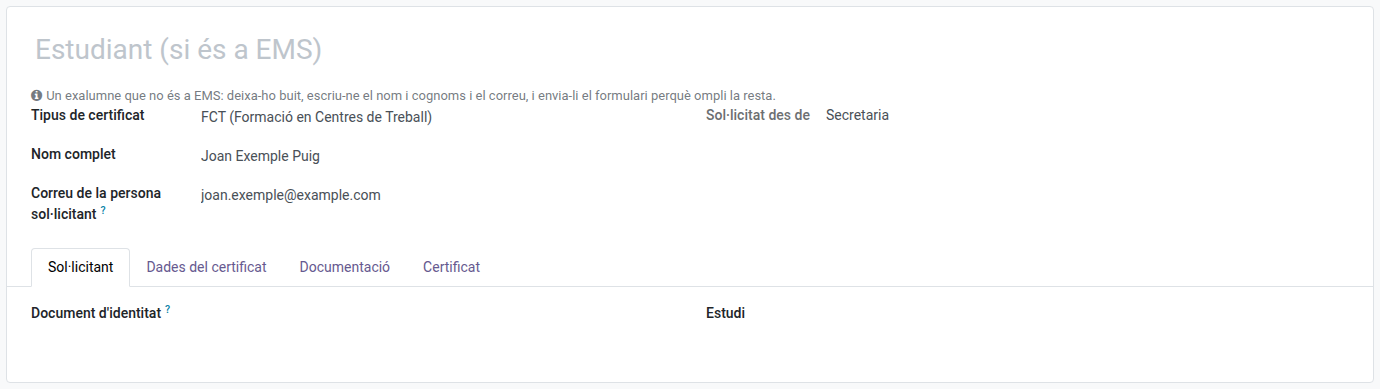 Estudiant (si és a EMS)
Un exalumne que no és a EMS: deixa-ho buit, escriu-ne el nom i cognoms i el correu, i envia-li el formulari perquè ompli la resta.
Tipus de certificat FCT (Formació en Centres de Treball) Sol·licitat des de Secretaria
Nom complet Joan Exemple Puig
Correu de la persona sol·licitant ? joan.exemple@example.com
Sol·licitant Dades del certificat Documentació Certificat
Document d'identitat ? Estudi